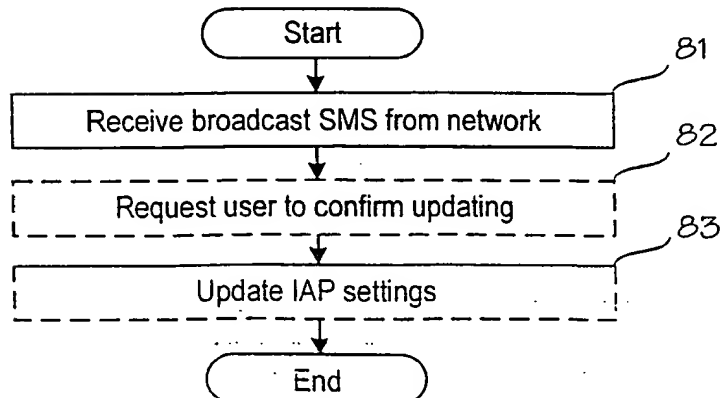 Start
81
Receive broadcast SMS from network
82
Request user to confirm updating
83
Update IAP settings
End